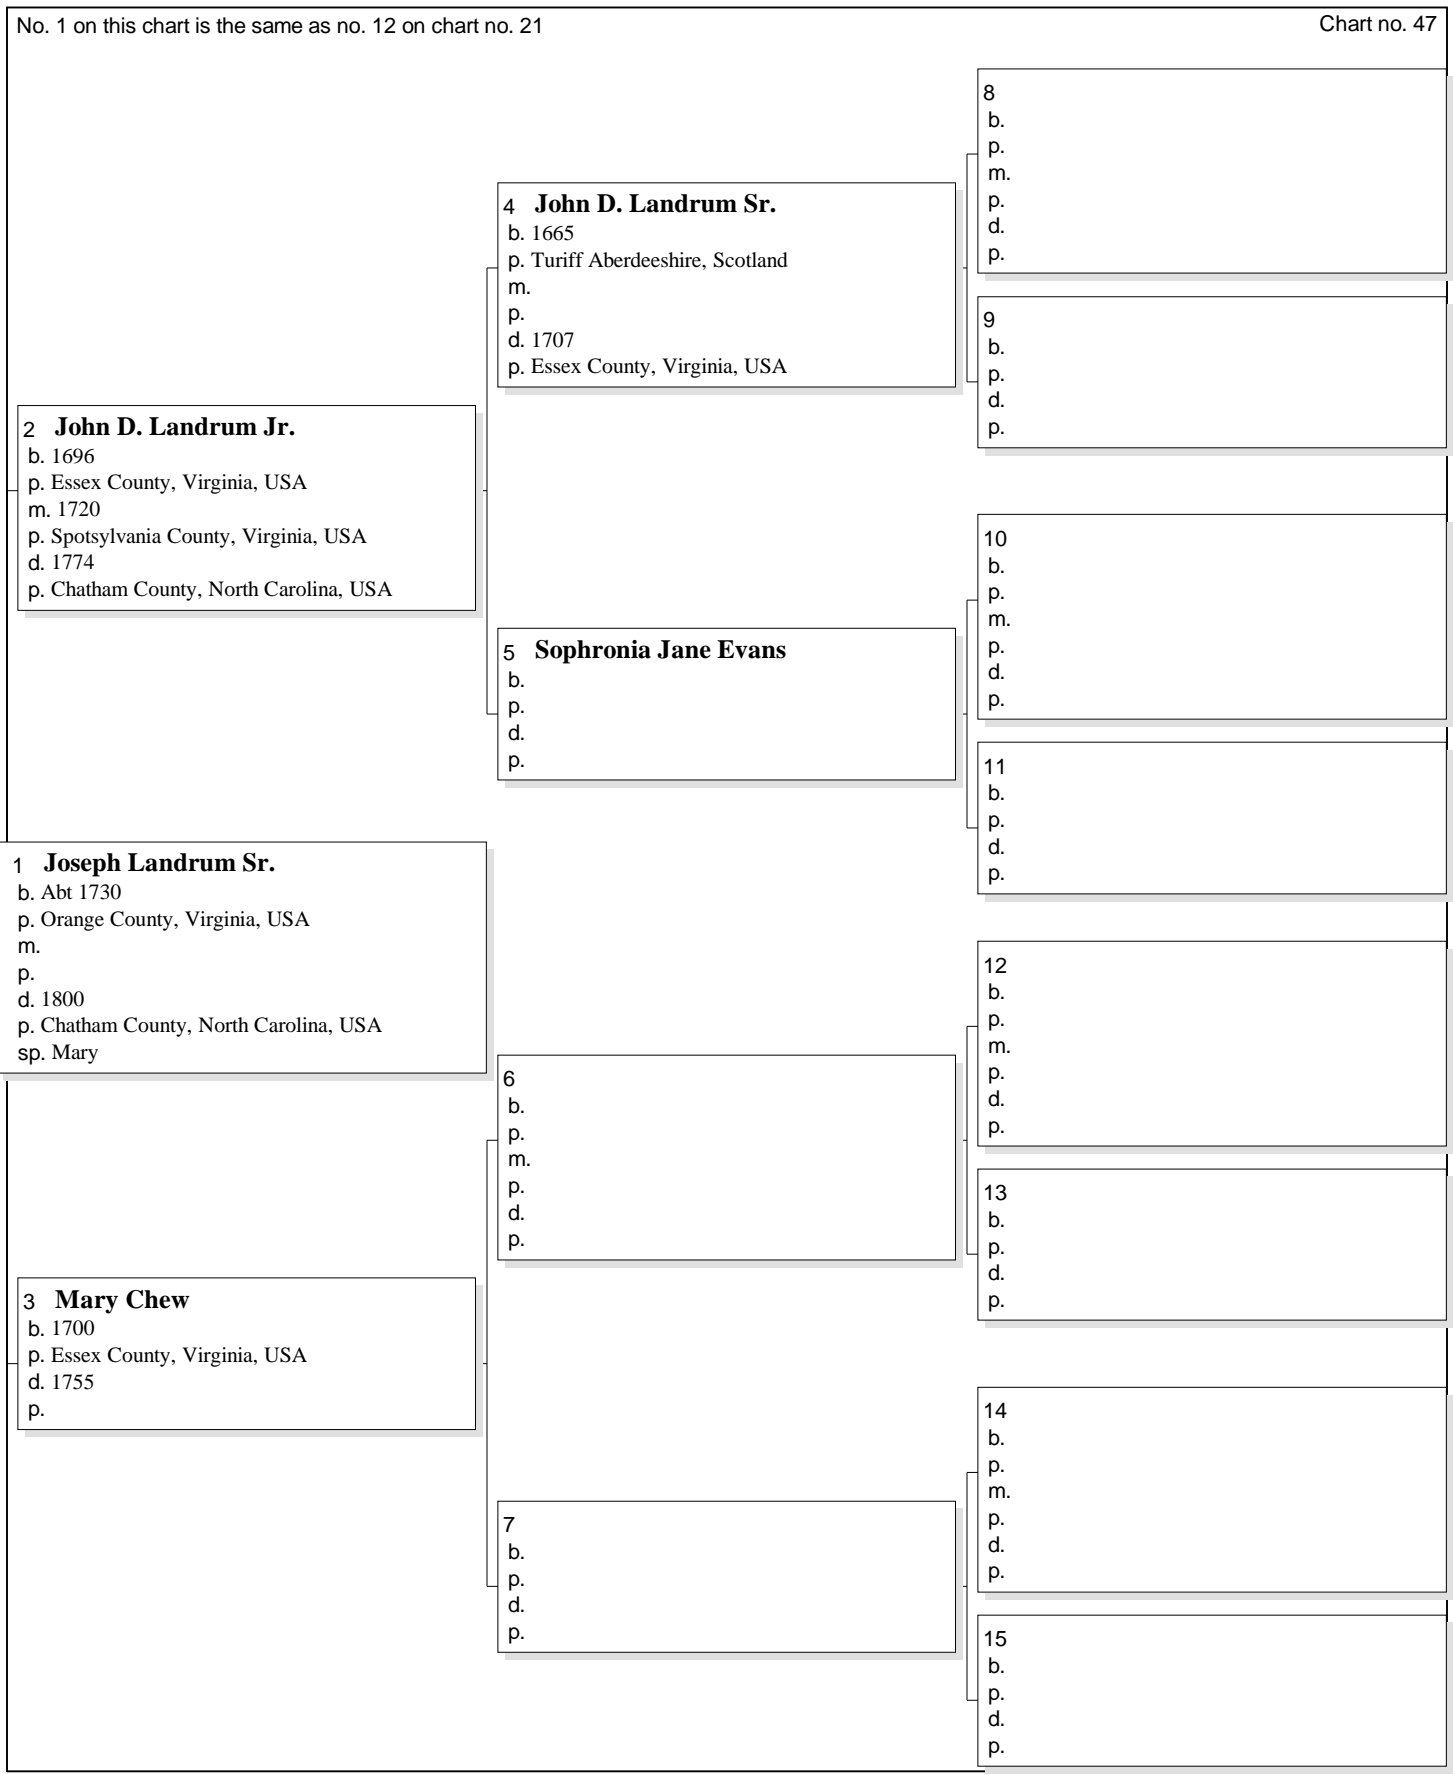 No. 1 on this chart is the same as no. 12 on chart no. 21
Chart no. 47
8
b.
p.
m.
p.
d.
p.
4 John D. Landrum Sr.
b. 1665
p. Turiff Aberdeeshire, Scotland
m.
p.
d. 1707
p. Essex County, Virginia, USA
9
b.
p.
d.
p.
2 John D. Landrum Jr.
b. 1696
p. Essex County, Virginia, USA
m. 1720
p. Spotsylvania County, Virginia, USA
d. 1774
p. Chatham County, North Carolina, USA
10
b.
p.
m.
p.
d.
p.
5 Sophronia Jane Evans
b.
p.
d.
p.
11
b.
p.
d.
p.
1 Joseph Landrum Sr.
b. Abt 1730
p. Orange County, Virginia, USA
m.
p.
d. 1800
p. Chatham County, North Carolina, USA
sp. Mary
12
b.
p.
m.
p.
d.
p.
6
b.
p.
m.
p.
d.
p.
13
b.
p.
d.
p.
3 Mary Chew
b. 1700
p. Essex County, Virginia, USA
d. 1755
p.
14
b.
p.
m.
p.
d.
p.
7
b.
p.
d.
p.
15
b.
p.
d.
p.